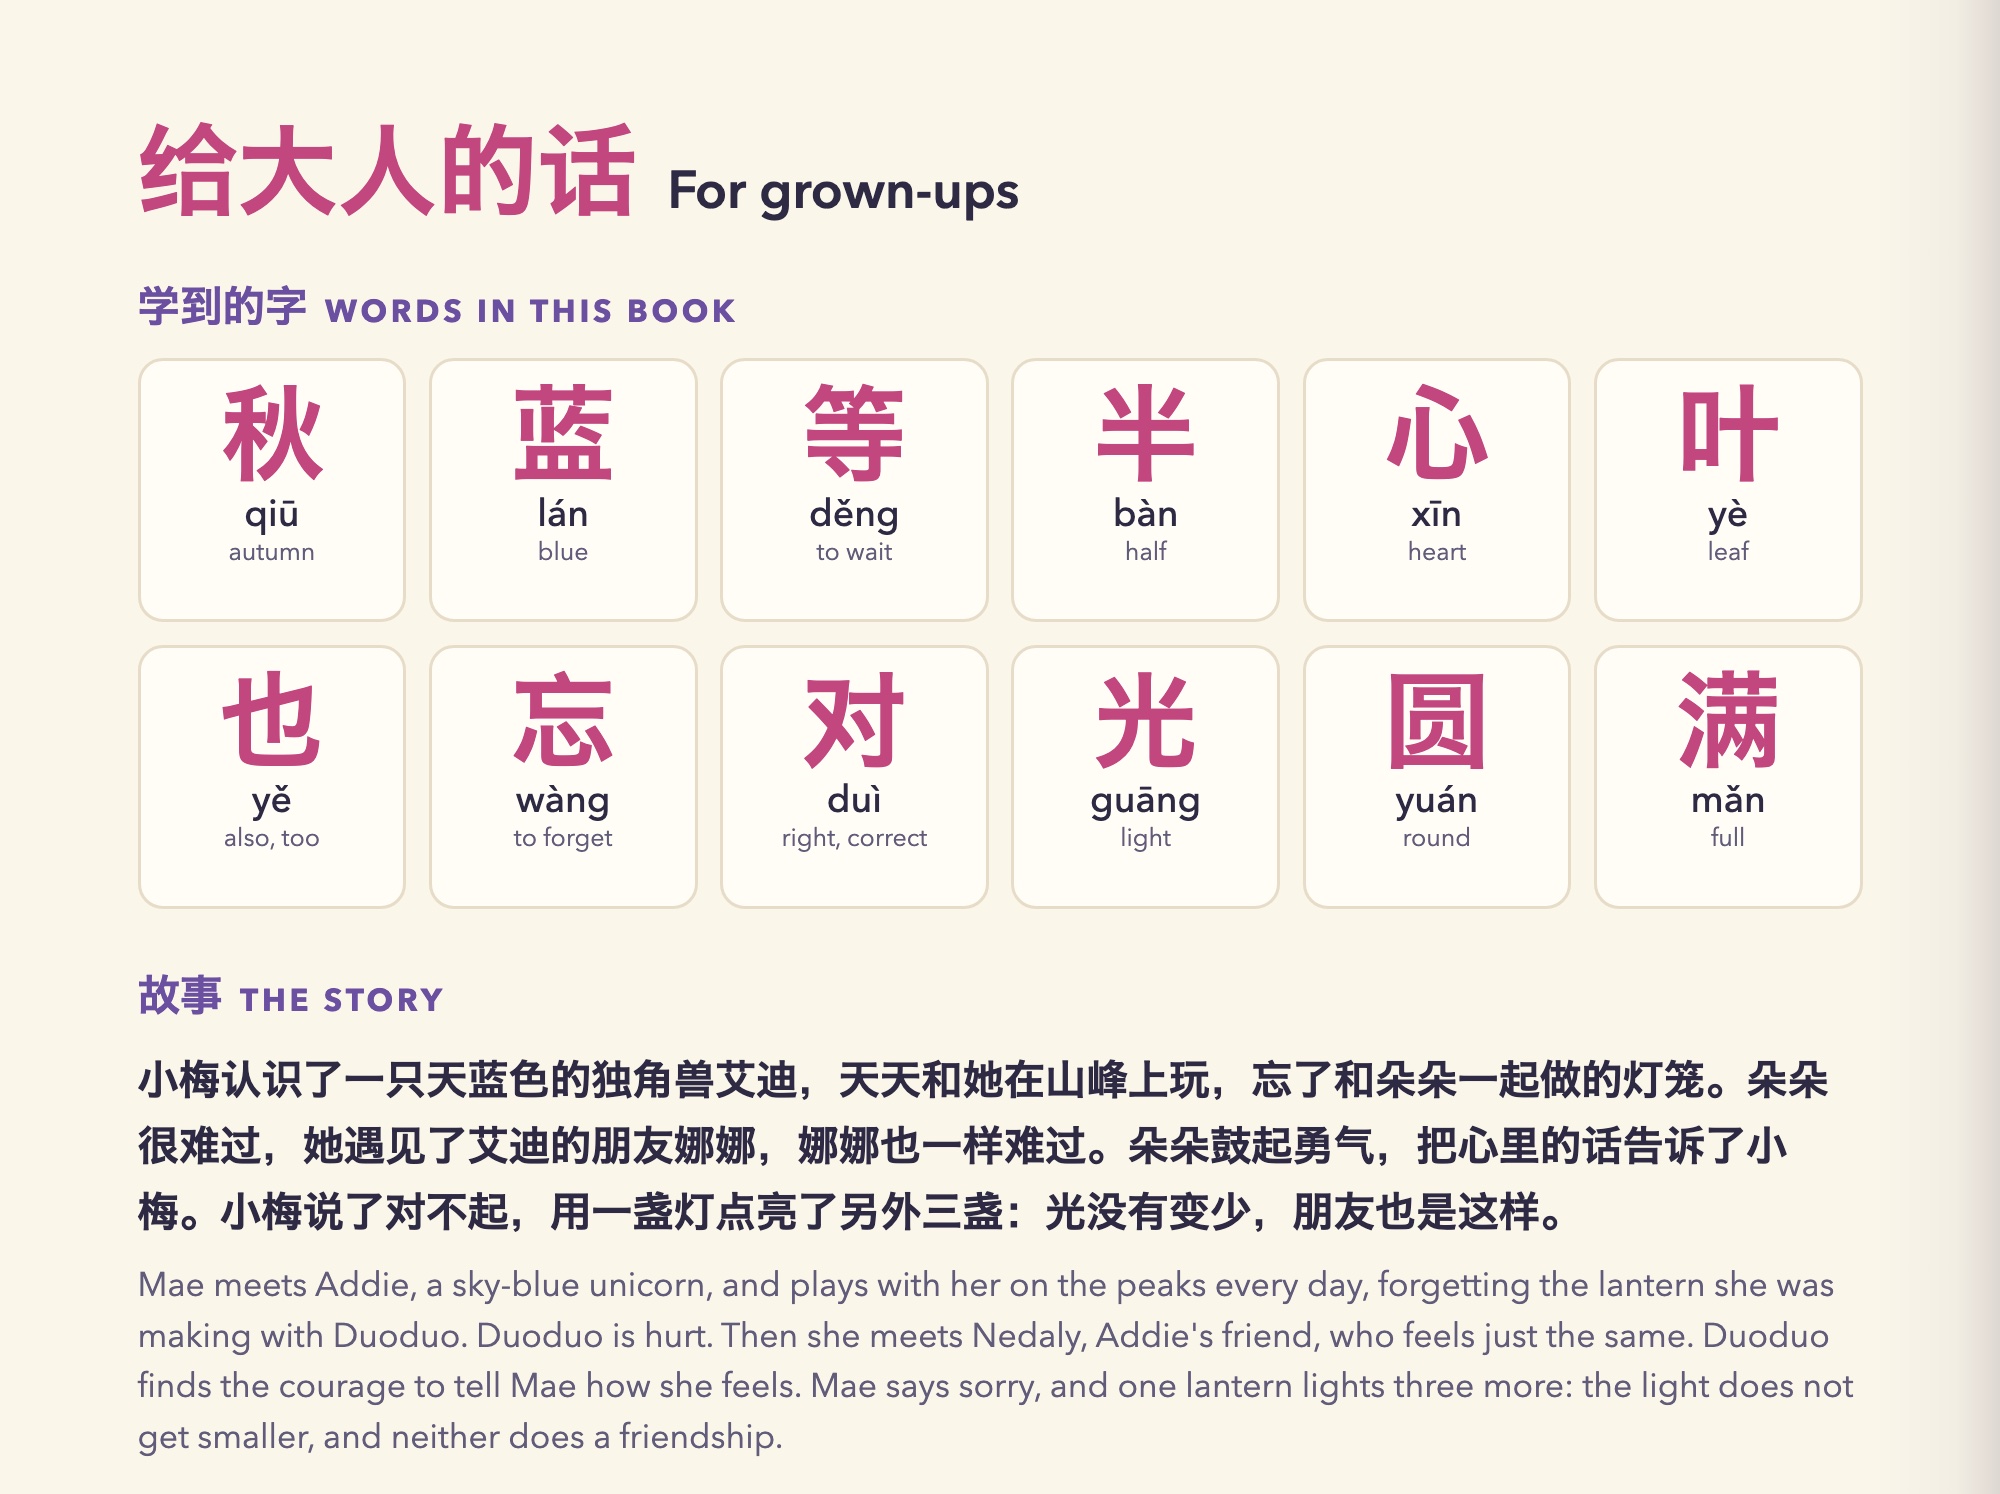 给大人的话 For grown-ups
学到的字 WORDS IN THIS BOOK
秋 蓝 等 半 心 叶
qiū lán děng bàn xīn yè
autumn blue to wait half heart leaf
也 忘 对 光 圆 满
yě wàng duì guāng yuán mǎn
also, too to forget right, correct light round full
故事 THE STORY
小梅认识了一只天蓝色的独角兽艾迪，天天和她在山峰上玩，忘了和朵朵一起做的灯笼。朵朵
很难过，她遇见了艾迪的朋友娜娜，娜娜也一样难过。朵朵鼓起勇气，把心里的话告诉了小
梅。小梅说了对不起，用一盏灯点亮了另外三盏：光没有变少，朋友也是这样。
Mae meets Addie, a sky-blue unicorn, and plays with her on the peaks every day, forgetting the lantern she was
making with Duoduo. Duoduo is hurt. Then she meets Nedaly, Addie's friend, who feels just the same. Duoduo
finds the courage to tell Mae how she feels. Mae says sorry, and one lantern lights three more: the light does not
get smaller, and neither does a friendship.